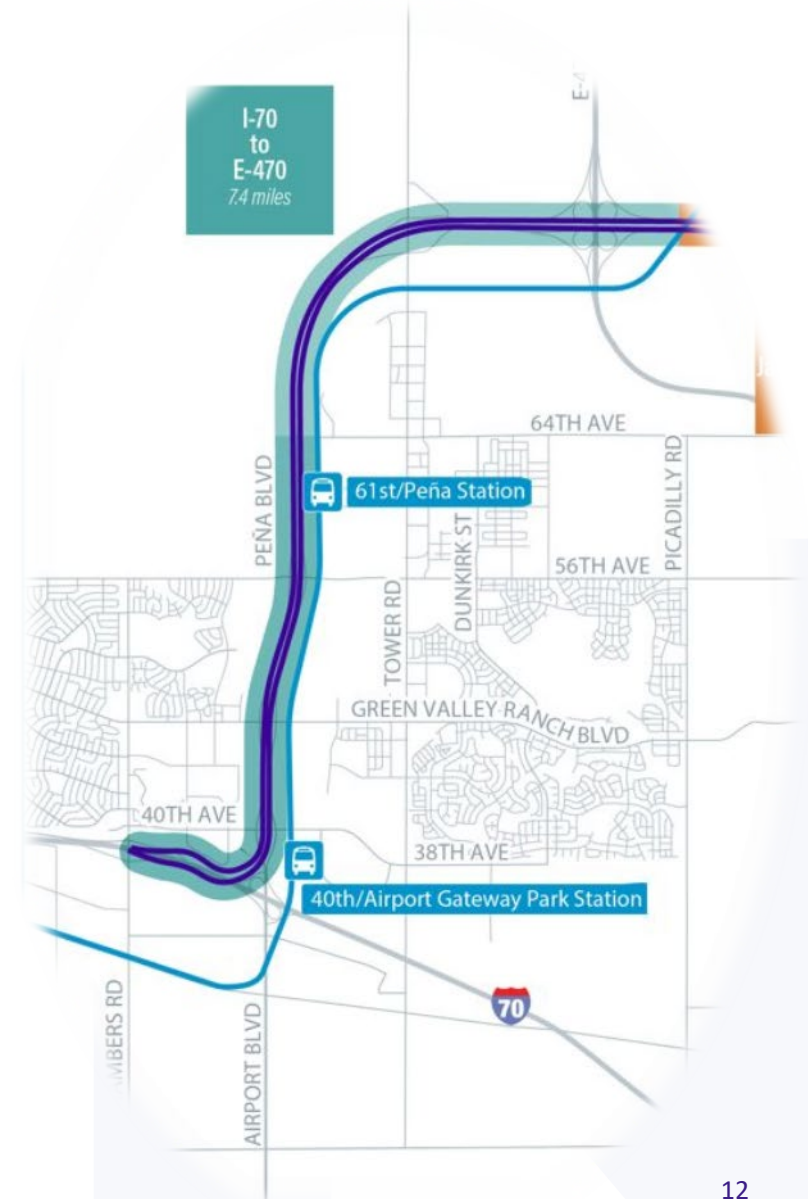 I-70
to
E-470
7.4 miles
64TH AVE
PEÑA BLVD
61st/Peña Station
DUNKIRK ST
PICADILLY RD
56TH AVE
TOWER RD
GREEN VALLEY RANCH BLVD
40TH AVE
38TH AVE
40th/Airport Gateway Park Station
70
AIRPORT BLVD
12